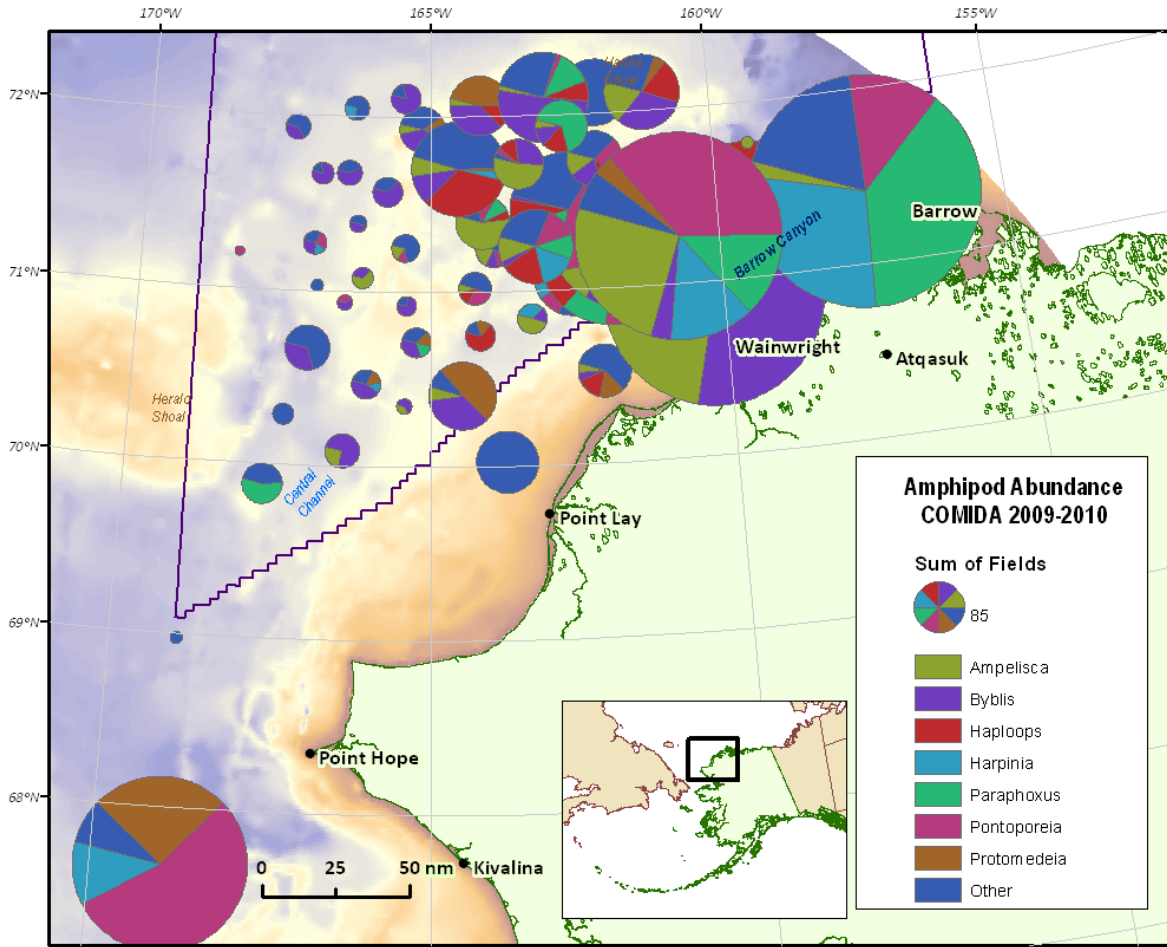 170°W
165°W
160°W
155°W
72°N
71°N
70°N
69°N
68°N
Hanna
Shoal
Barrow
Barrow Canyon
Wainwright
Atqasuk
Herald
Shoal
Central
Channel
Point Lay
Point Hope
Kivalina
0 25 50 nm
Amphipod Abundance
COMIDA 2009-2010
Sum of Fields
85
Ampelisca
Byblis
Haploops
Harpinia
Paraphoxus
Pontoporeia
Protomedeia
Other